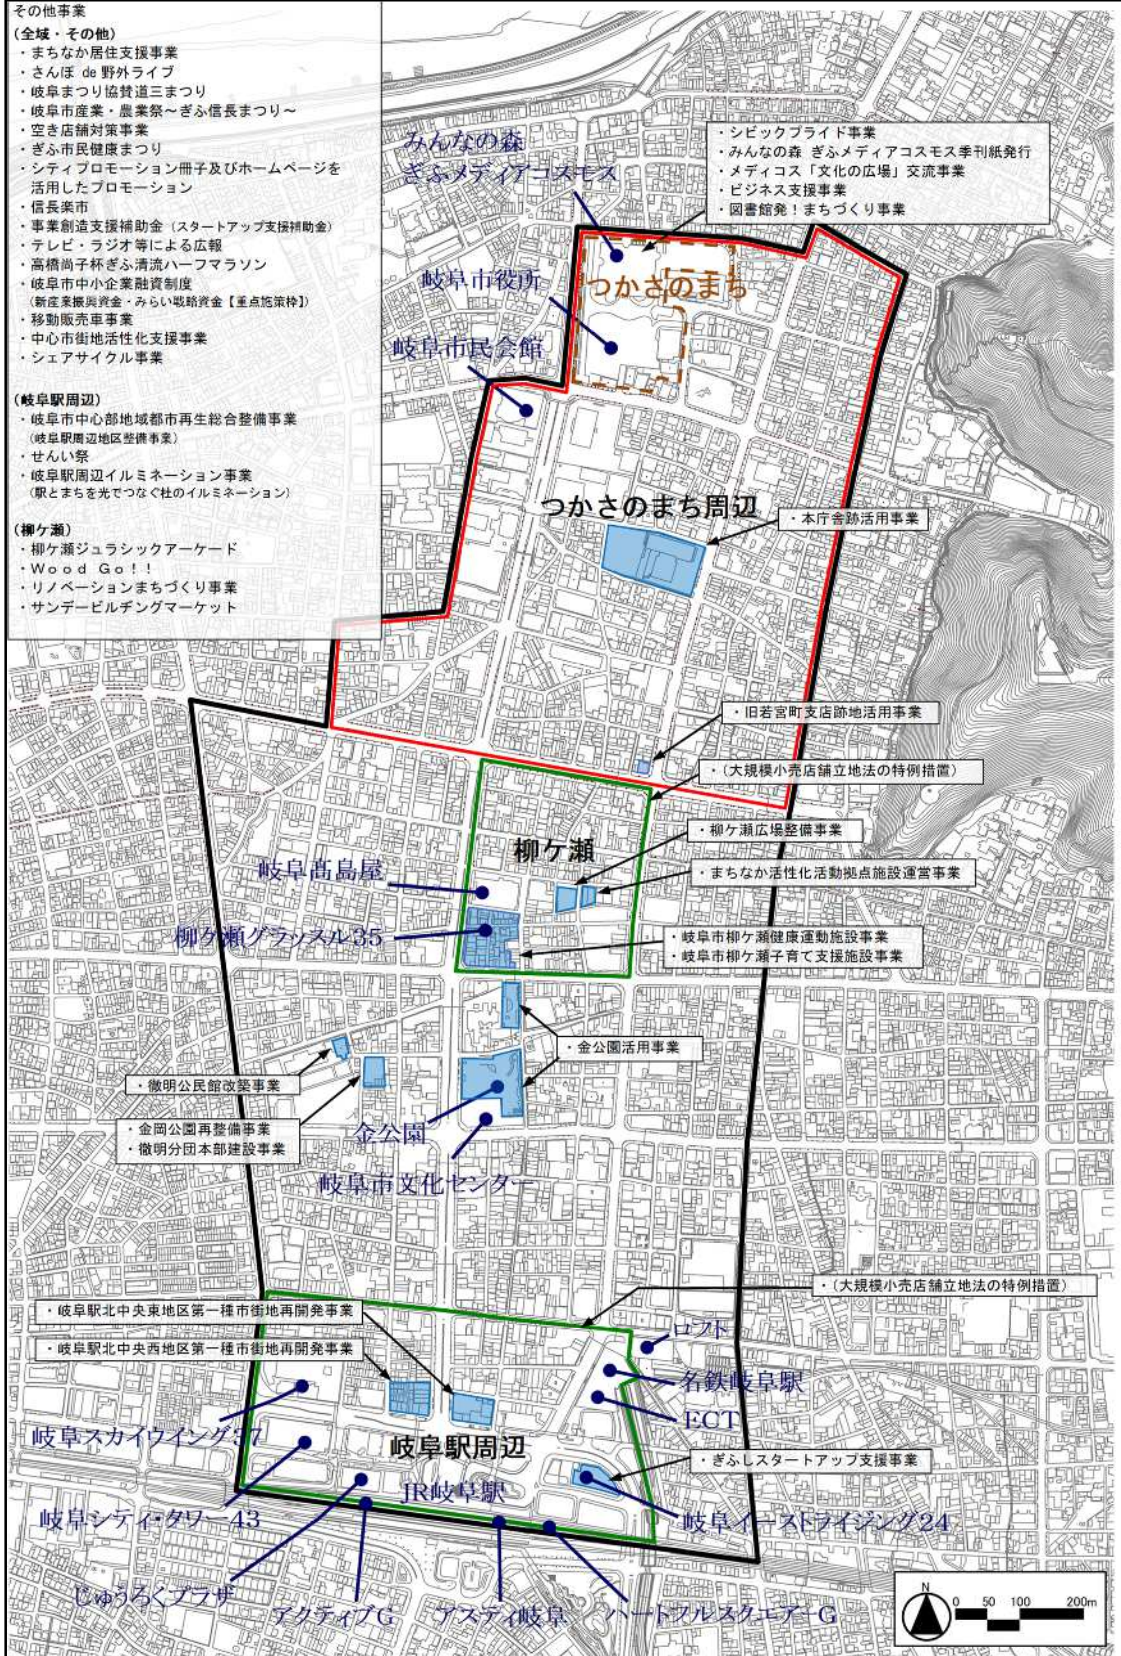 その他事業
(全域・その他)
・まちなか居住支援事業
・さんぽ de 野外ライブ
・岐阜まつり協賛道三まつり
・岐阜市産業・農業祭～ぎふ信長まつり～
・空き店舗対策事業
・ぎふ市民健康まつり
・シティプロモーション冊子及びホームページを
活用したプロモーション
・信長楽市
・事業創造支援補助金（スタートアップ支援補助金）
・テレビ・ラジオ等による広報
・高橋尚子杯ぎふ清流ハーフマラソン
・岐阜市中小企業融資制度
（新産業振興資金・みらい戦略資金【重点施策枠】）
・移動販売車事業
・中心市街地活性化支援事業
・シェアサイクル事業
(岐阜駅周辺)
・岐阜市中心部地域都市再生総合整備事業
（岐阜駅周辺地区整備事業）
・せんい祭
・岐阜駅周辺イルミネーション事業
（駅とまちを光でつなぐ杜のイルミネーション）
(柳ケ瀬)
・柳ケ瀬ジュラシックアーケード
・Ｗｏｏｄ Ｇｏ！！
・リノベーションまちづくり事業
・サンデービルヂングマーケット
みんなの森
ぎふメディアコスモス
・シビックプライド事業
・みんなの森 ぎふメディアコスモス季刊紙発行
・メディコス「文化の広場」交流事業
・ビジネス支援事業
・図書館発！まちづくり事業
岐阜市役所
つかさのまち
岐阜市民会館
つかさのまち周辺
・本庁舎跡活用事業
・旧若宮町支店跡地活用事業
・（大規模小売店舗立地法の特例措置）
柳ケ瀬
・柳ケ瀬広場整備事業
岐阜髙島屋
・まちなか活性化活動拠点施設運営事業
柳ケ瀬グラッスル35
・岐阜市柳ケ瀬健康運動施設事業
・岐阜市柳ケ瀬子育て支援施設事業
・金公園活用事業
・徹明公民館改築事業
・金岡公園再整備事業
・徹明分団本部建設事業
金公園
岐阜市文化センター
・（大規模小売店舗立地法の特例措置）
・岐阜駅北中央東地区第一種市街地再開発事業
・岐阜駅北中央西地区第一種市街地再開発事業
ロフト
名鉄岐阜駅
ECT
岐阜スカイウイング37
岐阜駅周辺
・ぎふしスタートアップ支援事業
JR岐阜駅
岐阜シティ・タワー43
岐阜イーストライジング24
じゅうろくプラザ
アクティブG
アスティ岐阜
ハートフルスクエアーG
N
0 50 100 200m